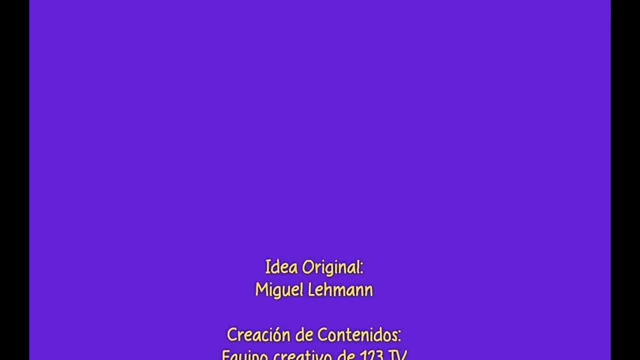 Idea Original:
Miguel Lehmann
Creación de Contenidos:
Equipo creativo de 123 TV